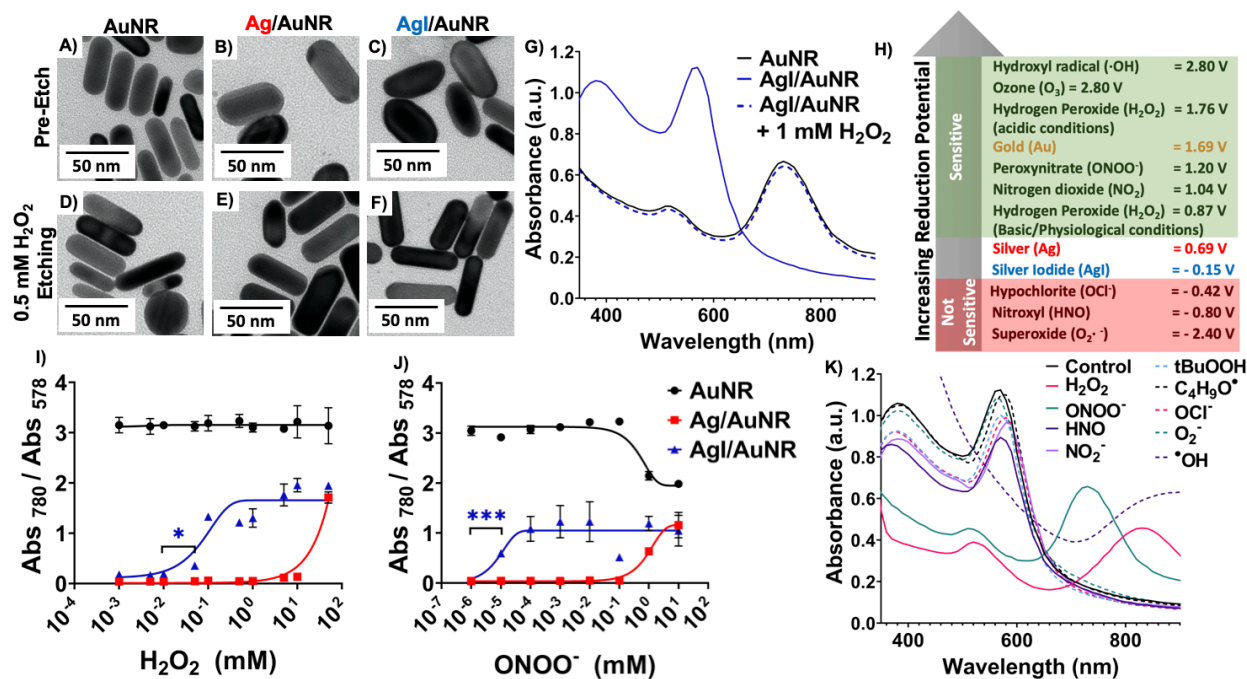 AuNR
Ag/AuNR
AgI/AuNR
Pre-Etch
0.5 mM H₂O₂
Etching
A)
50 nm
B)
50 nm
C)
50 nm
D)
50 nm
E)
50 nm
F)
50 nm
G)
1.2
1.0
0.8
0.6
0.4
0.2
0.0
Absorbance (a.u.)
400
600
800
Wavelength (nm)
AuNR
AgI/AuNR
AgI/AuNR
+ 1 mM H₂O₂
H)
Increasing Reduction Potential
Sensitive
Not
Sensitive
Hydroxyl radical (·OH) = 2.80 V
Ozone (O₃) = 2.80 V
Hydrogen Peroxide (H₂O₂) = 1.76 V
(acidic conditions)
Gold (Au) = 1.69 V
Peroxynitrate (ONOO⁻) = 1.20 V
Nitrogen dioxide (NO₂) = 1.04 V
Hydrogen Peroxide (H₂O₂) = 0.87 V
(Basic/Physiological conditions)
Silver (Ag) = 0.69 V
Silver Iodide (AgI) = - 0.15 V
Hypochlorite (OCl⁻) = - 0.42 V
Nitroxyl (HNO) = - 0.80 V
Superoxide (O₂· ⁻) = - 2.40 V
I)
Abs 780 / Abs 578
4
3
2
1
0
*
10⁻⁴
10⁻³
10⁻²
10⁻¹
10⁰
10¹
10²
H₂O₂ (mM)
J)
Abs 780 / Abs 578
4
3
2
1
0
***
10⁻⁷
10⁻⁶
10⁻⁵
10⁻⁴
10⁻³
10⁻²
10⁻¹
10⁰
10¹
10²
ONOO⁻ (mM)
AuNR
Ag/AuNR
AgI/AuNR
K)
Control
H₂O₂
ONOO⁻
HNO
NO₂⁻
tBuOOH
C₄H₉O•
OCl⁻
O₂⁻
•OH
1.2
1.0
0.8
0.6
0.4
0.2
0.0
Absorbance (a.u.)
400
600
800
Wavelength (nm)